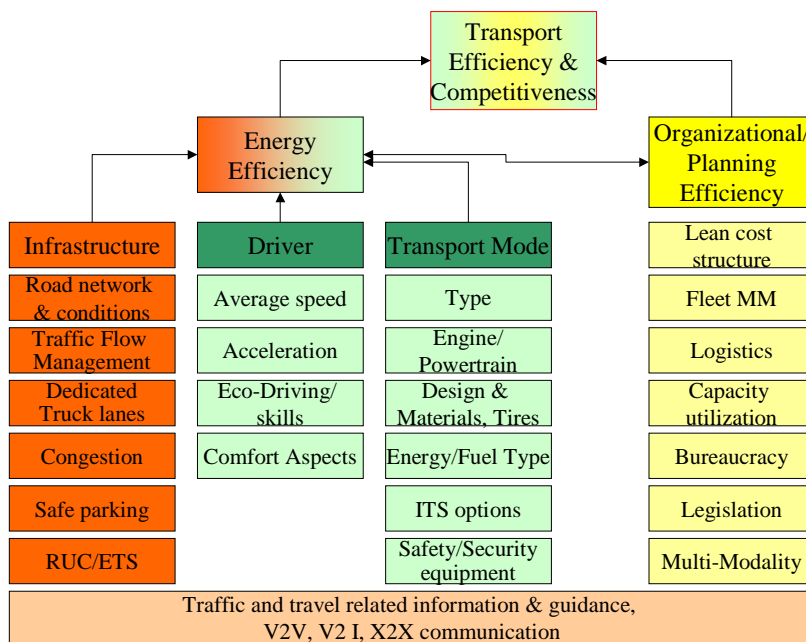 Transport
Efficiency &
Competitiveness
Energy
Efficiency
Organizational/
Planning
Efficiency
Infrastructure
Road network
& conditions
Traffic Flow
Management
Dedicated
Truck lanes
Congestion
Safe parking
RUC/ETS
Driver
Average speed
Acceleration
Eco-Driving/
skills
Comfort Aspects
Transport Mode
Type
Engine/
Powertrain
Design &
Materials, Tires
Energy/Fuel Type
ITS options
Safety/Security
equipment
Lean cost
structure
Fleet MM
Logistics
Capacity
utilization
Bureaucracy
Legislation
Multi-Modality
Traffic and travel related information & guidance,
V2V, V2 I, X2X communication